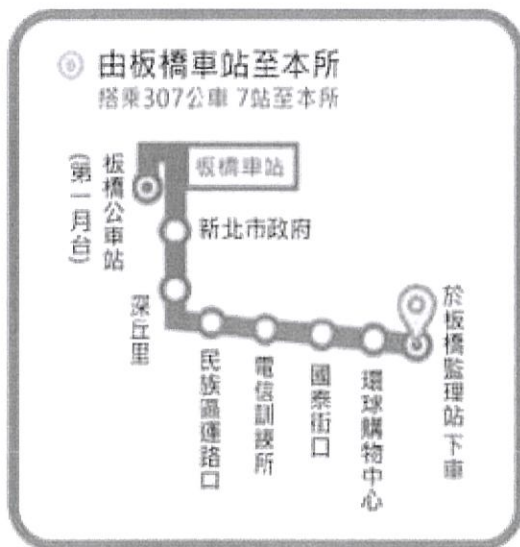 由板橋車站至本所
搭乘307公車 7站至本所
板橋車站
板橋公車站
(第一月台)
新北市政府
深丘里
民族區運路口
電信訓練所
國泰街口
環球購物中心
於板橋監理站下車